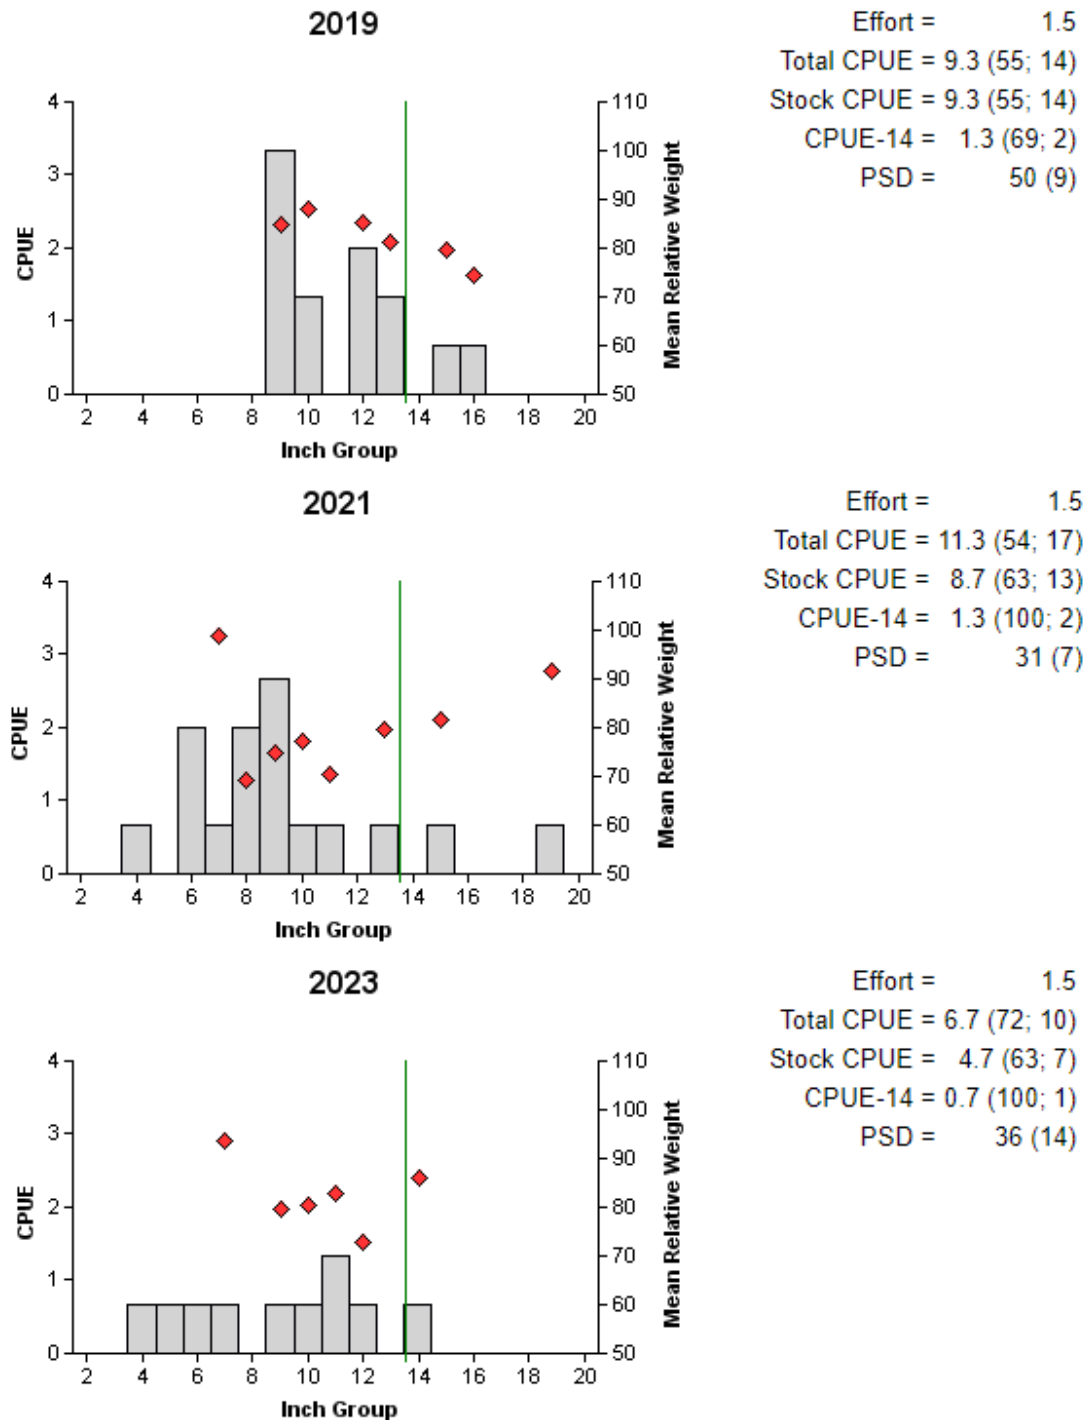 2019
Effort = 1.5
Total CPUE = 9.3 (55; 14)
Stock CPUE = 9.3 (55; 14)
CPUE-14 = 1.3 (69; 2)
PSD = 50 (9)
4
3
2
1
0
CPUE
110
100
90
80
70
60
50
Mean Relative Weight
2 4 6 8 10 12 14 16 18 20
Inch Group
2021
Effort = 1.5
Total CPUE = 11.3 (54; 17)
Stock CPUE = 8.7 (63; 13)
CPUE-14 = 1.3 (100; 2)
PSD = 31 (7)
4
3
2
1
0
CPUE
110
100
90
80
70
60
50
Mean Relative Weight
2 4 6 8 10 12 14 16 18 20
Inch Group
2023
Effort = 1.5
Total CPUE = 6.7 (72; 10)
Stock CPUE = 4.7 (63; 7)
CPUE-14 = 0.7 (100; 1)
PSD = 36 (14)
4
3
2
1
0
CPUE
110
100
90
80
70
60
50
Mean Relative Weight
2 4 6 8 10 12 14 16 18 20
Inch Group